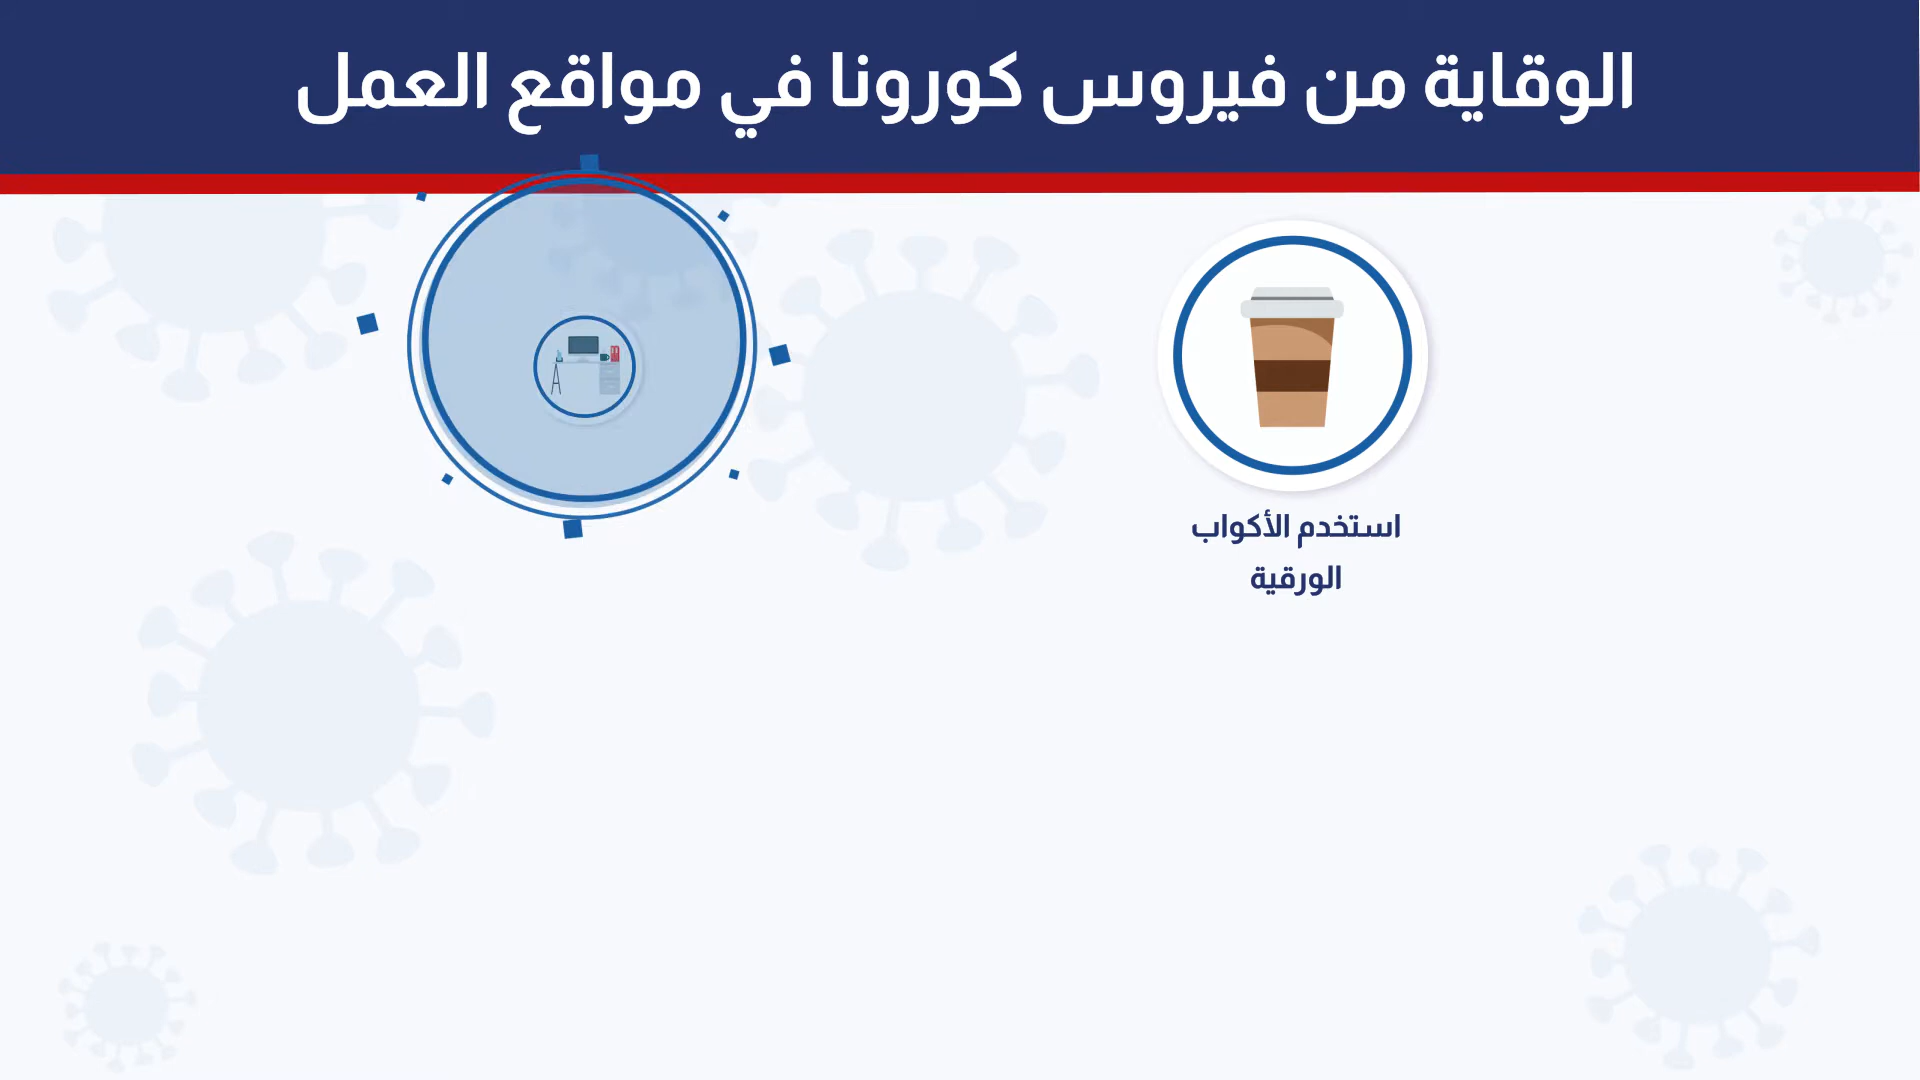 الوقاية من فيروس كورونا في مواقع العمل
استخدم الأكواب
الورقية